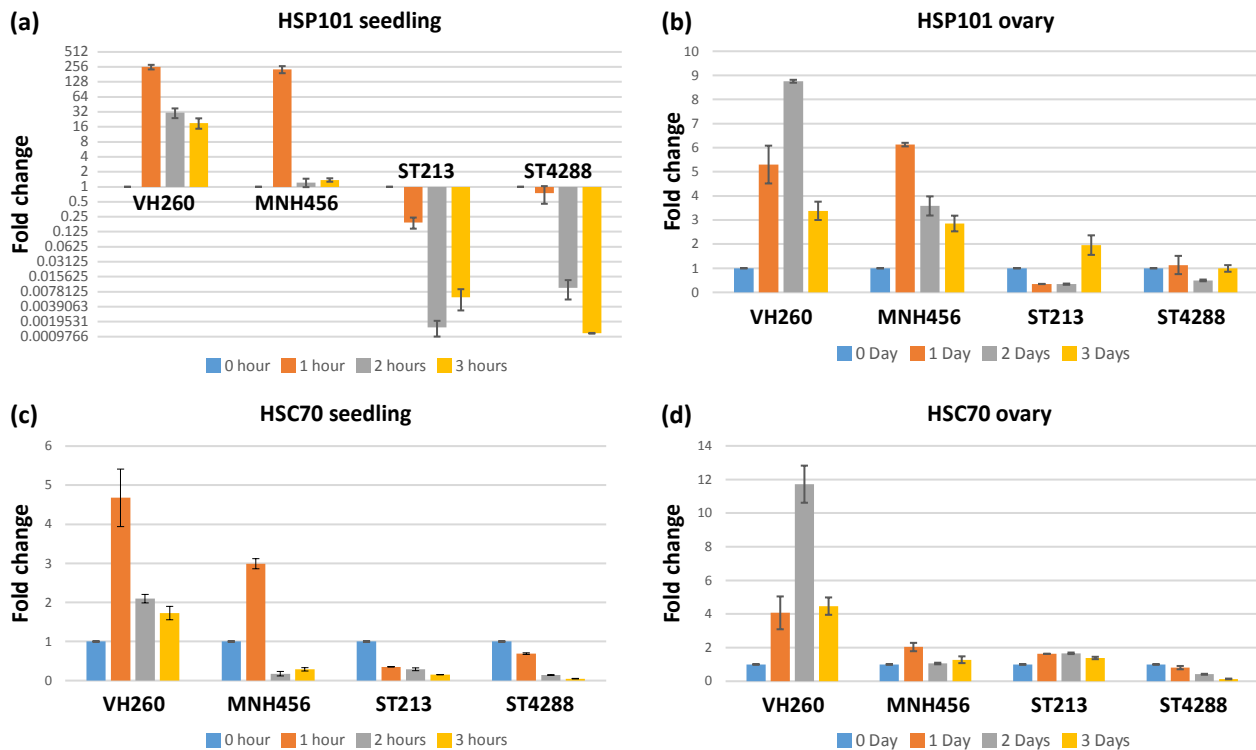 (a)
HSP101 seedling
Fold change
512
256
128
64
32
16
8
4
2
1
0.5
0.25
0.125
0.0625
0.03125
0.015625
0.0078125
0.0039063
0.0019531
0.0009766
VH260
MNH456
ST213
ST4288
0 hour 1 hour 2 hours 3 hours
(b)
HSP101 ovary
Fold change
10
9
8
7
6
5
4
3
2
1
0
VH260 MNH456 ST213 ST4288
0 Day 1 Day 2 Days 3 Days
(c)
HSC70 seedling
Fold change
6
5
4
3
2
1
0
VH260 MNH456 ST213 ST4288
0 hour 1 hour 2 hours 3 hours
(d)
HSC70 ovary
Fold change
14
12
10
8
6
4
2
0
VH260 MNH456 ST213 ST4288
0 Day 1 Day 2 Days 3 Days